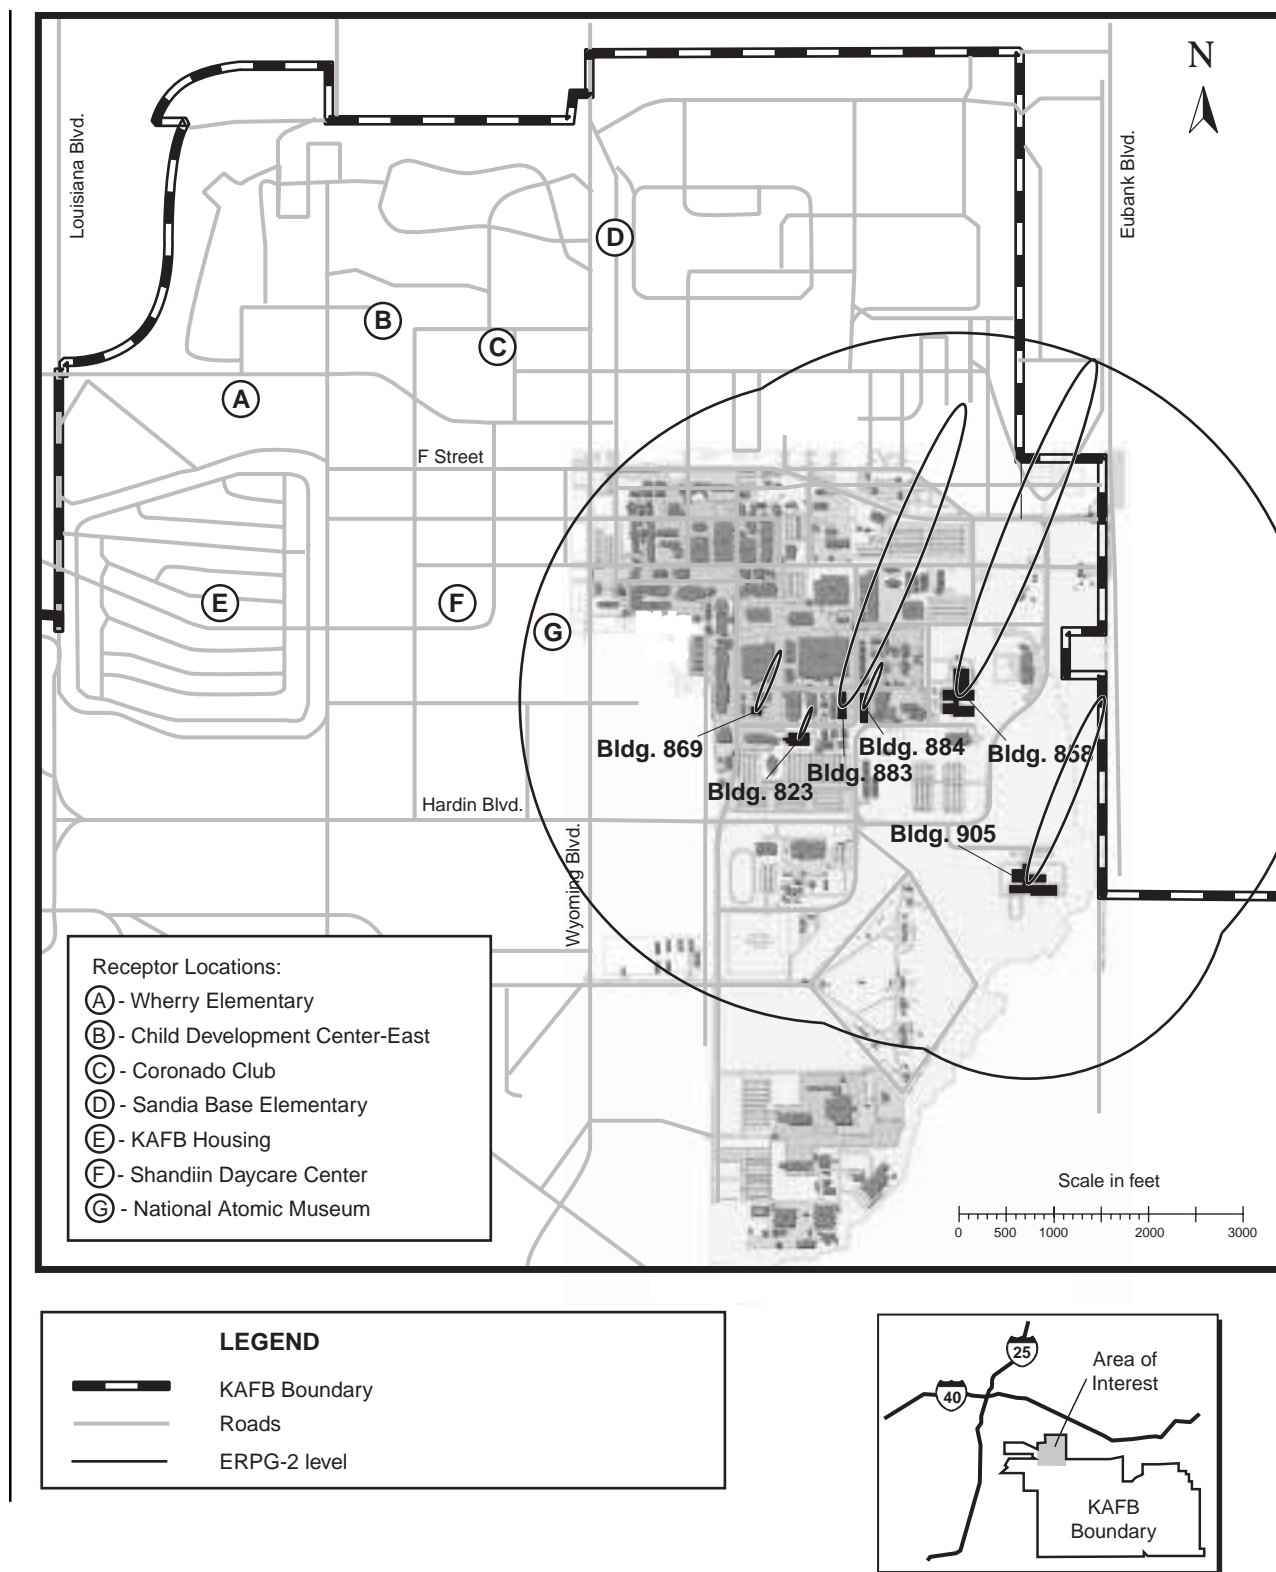 N
Louisiana Blvd.
Eubank Blvd.
D
B
C
A
F Street
E
F
G
Bldg. 869
Bldg. 884
Bldg. 858
Bldg. 883
Bldg. 823
Hardin Blvd.
Bldg. 905
Wyoming Blvd.
Receptor Locations:
A - Wherry Elementary
B - Child Development Center-East
C - Coronado Club
D - Sandia Base Elementary
E - KAFB Housing
F - Shandiin Daycare Center
G - National Atomic Museum
Scale in feet
0 500 1000 2000 3000
LEGEND
KAFB Boundary
Roads
ERPG-2 level
25
40
Area of
Interest
KAFB
Boundary